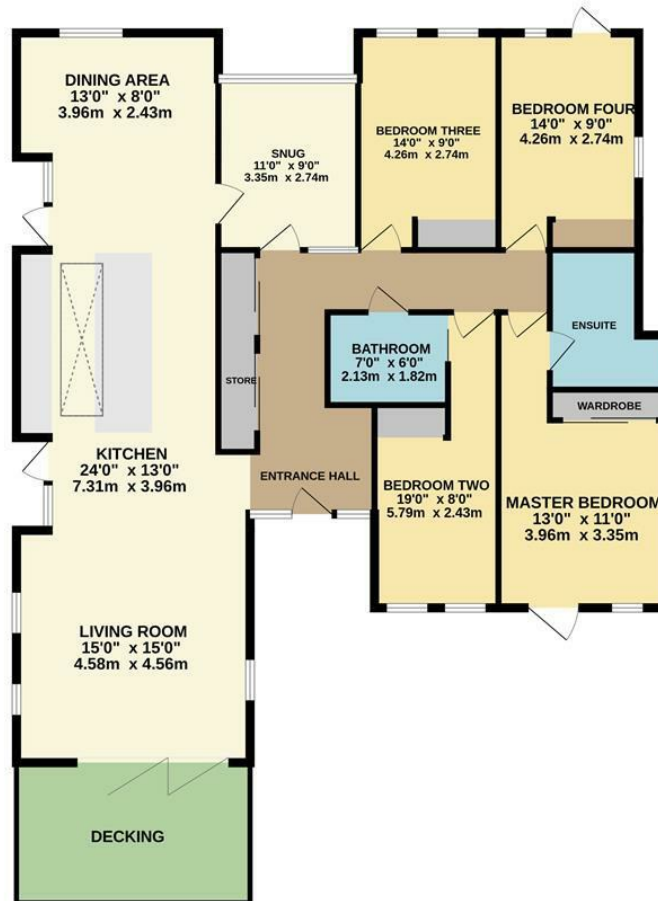 DINING AREA
13'0" x 8'0"
3.96m x 2.43m
SNUG
11'0" x 9'0"
3.35m x 2.74m
BEDROOM THREE
14'0" x 9'0"
4.26m x 2.74m
BEDROOM FOUR
14'0" x 9'0"
4.26m x 2.74m
ENSUITE
BATHROOM
7'0" x 6'0"
2.13m x 1.82m
STORE
WARDROBE
KITCHEN
24'0" x 13'0"
7.31m x 3.96m
ENTRANCE HALL
BEDROOM TWO
19'0" x 8'0"
5.79m x 2.43m
MASTER BEDROOM
13'0" x 11'0"
3.96m x 3.35m
LIVING ROOM
15'0" x 15'0"
4.58m x 4.56m
DECKING